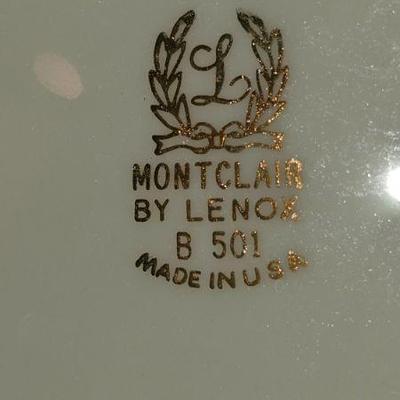 L
MONTCLAIR
BY LENOX
B 501
MADE IN U S A